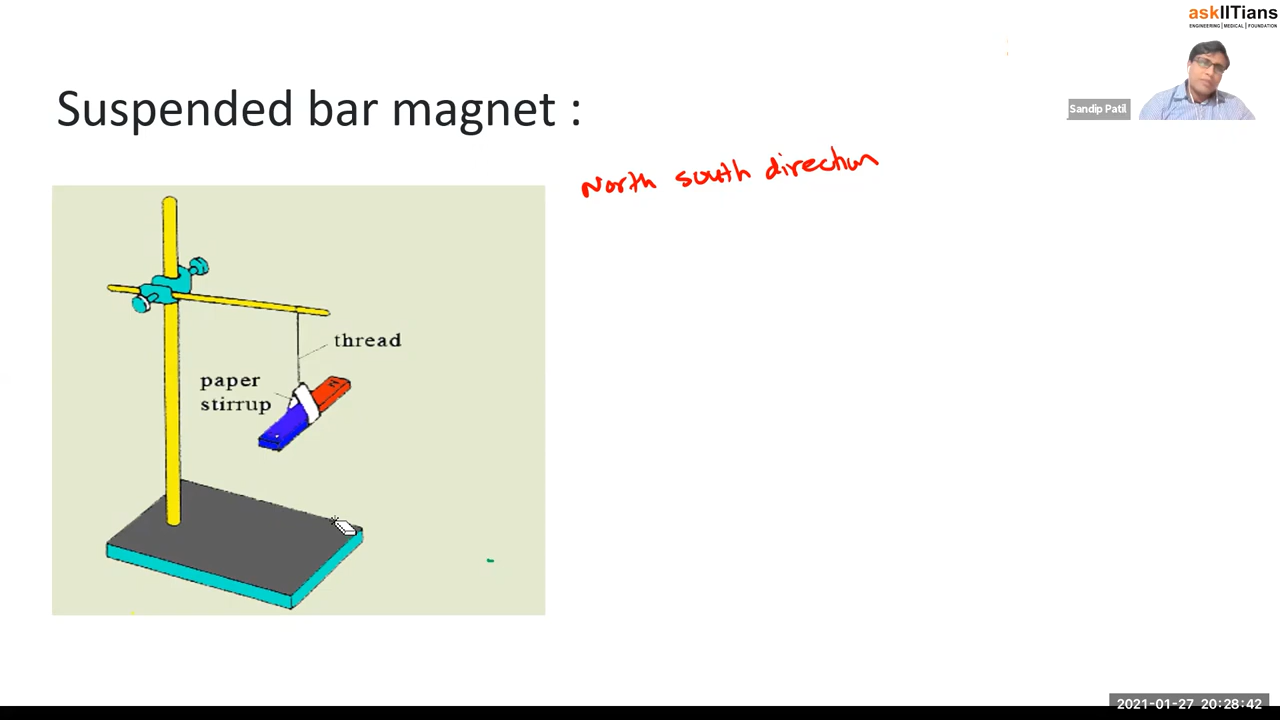 askIITians
ENGINEERING | MEDICAL | FOUNDATION
Sandip Patil
Suspended bar magnet :
North south direction
thread
paper
stirrup
N
2021-01-27 20:28:42